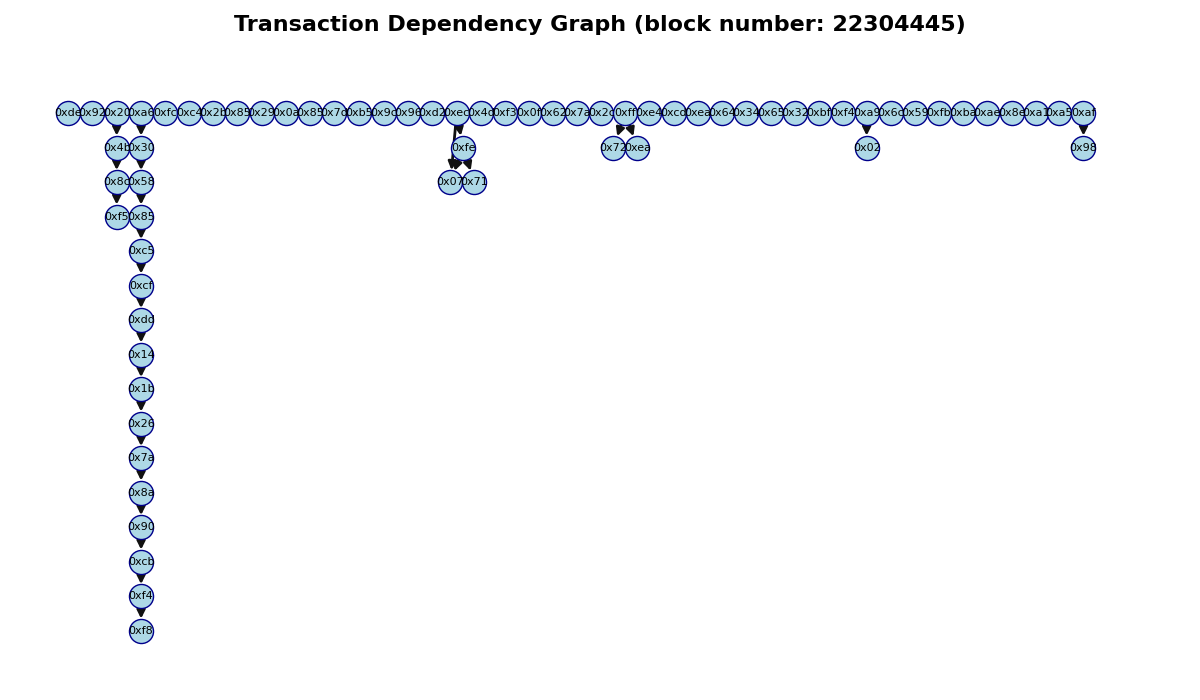 Transaction Dependency Graph (block number: 22304445)
0xde 0x92 0x20 0xa6 0xfc 0xc4 0x2b 0x85 0x29 0x0a 0x85 0x7d 0xb5 0x9c 0x96 0xd2 0xec 0x4c 0xf3 0x0f 0x62 0x7a 0x2c 0xff 0xe4 0xcd 0xea 0x64 0x34 0x65 0x32 0xbf 0xf4 0xa9 0x6c 0x59 0xfb 0xba 0xae 0x8e 0xa1 0xa5 0xaf
0x4b 0x30 0xfe 0x72 0xea 0x02 0x98
0x58 0x07 0x71
0xf5 0x85
0xc5
0xcf
0xdd
0x14
0x1b
0x26
0x7a
0x8a
0x90
0xcb
0xf4
0xf8